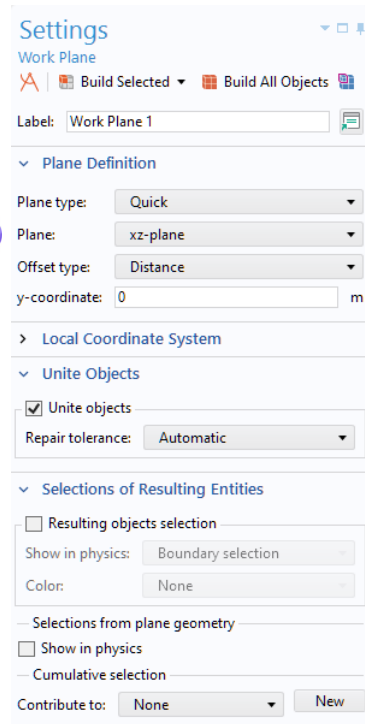 Settings
Work Plane
Build Selected Build All Objects
Label: Work Plane 1
Plane Definition
Plane type: Quick
Plane: xz-plane
Offset type: Distance
y-coordinate: 0 m
Local Coordinate System
Unite Objects
Unite objects
Repair tolerance: Automatic
Selections of Resulting Entities
Resulting objects selection
Show in physics: Boundary selection
Color: None
Selections from plane geometry
Show in physics
Cumulative selection
Contribute to: None New